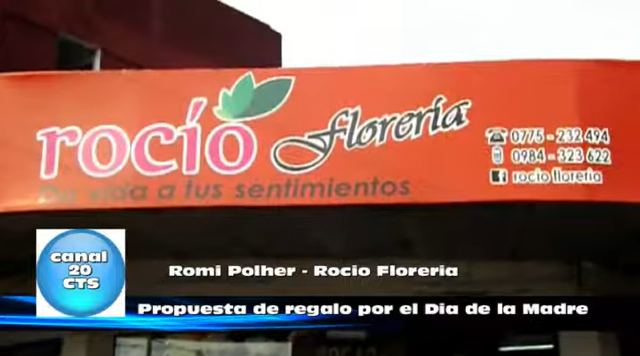 rocío Florería
Da vida a tus sentimientos
0775 - 232 494
0984 - 323 622
rocio floreria
canal
20
CTS
Romi Polher - Rocio Floreria
Propuesta de regalo por el Dia de la Madre